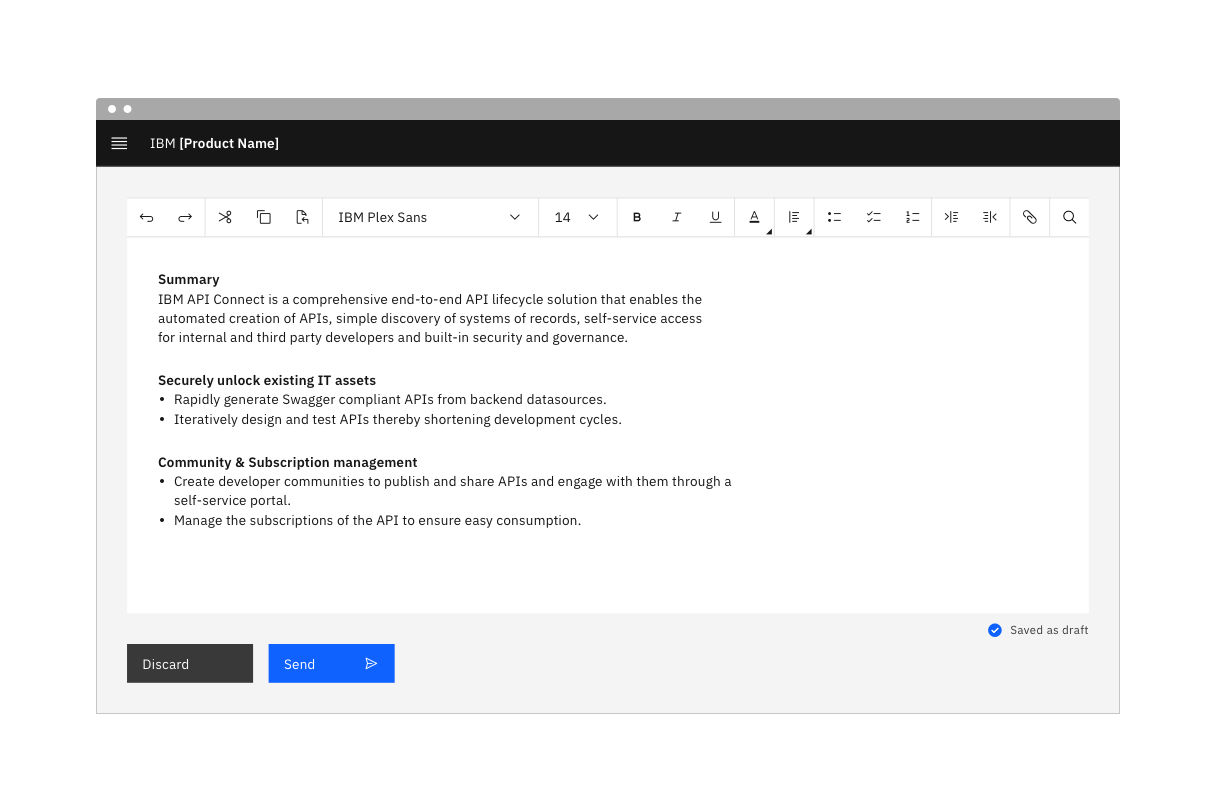 IBM [Product Name]
IBM Plex Sans 14 B I U A
Summary
IBM API Connect is a comprehensive end-to-end API lifecycle solution that enables the
automated creation of APIs, simple discovery of systems of records, self-service access
for internal and third party developers and built-in security and governance.
Securely unlock existing IT assets
• Rapidly generate Swagger compliant APIs from backend datasources.
• Iteratively design and test APIs thereby shortening development cycles.
Community & Subscription management
• Create developer communities to publish and share APIs and engage with them through a
self-service portal.
• Manage the subscriptions of the API to ensure easy consumption.
Saved as draft
Discard Send